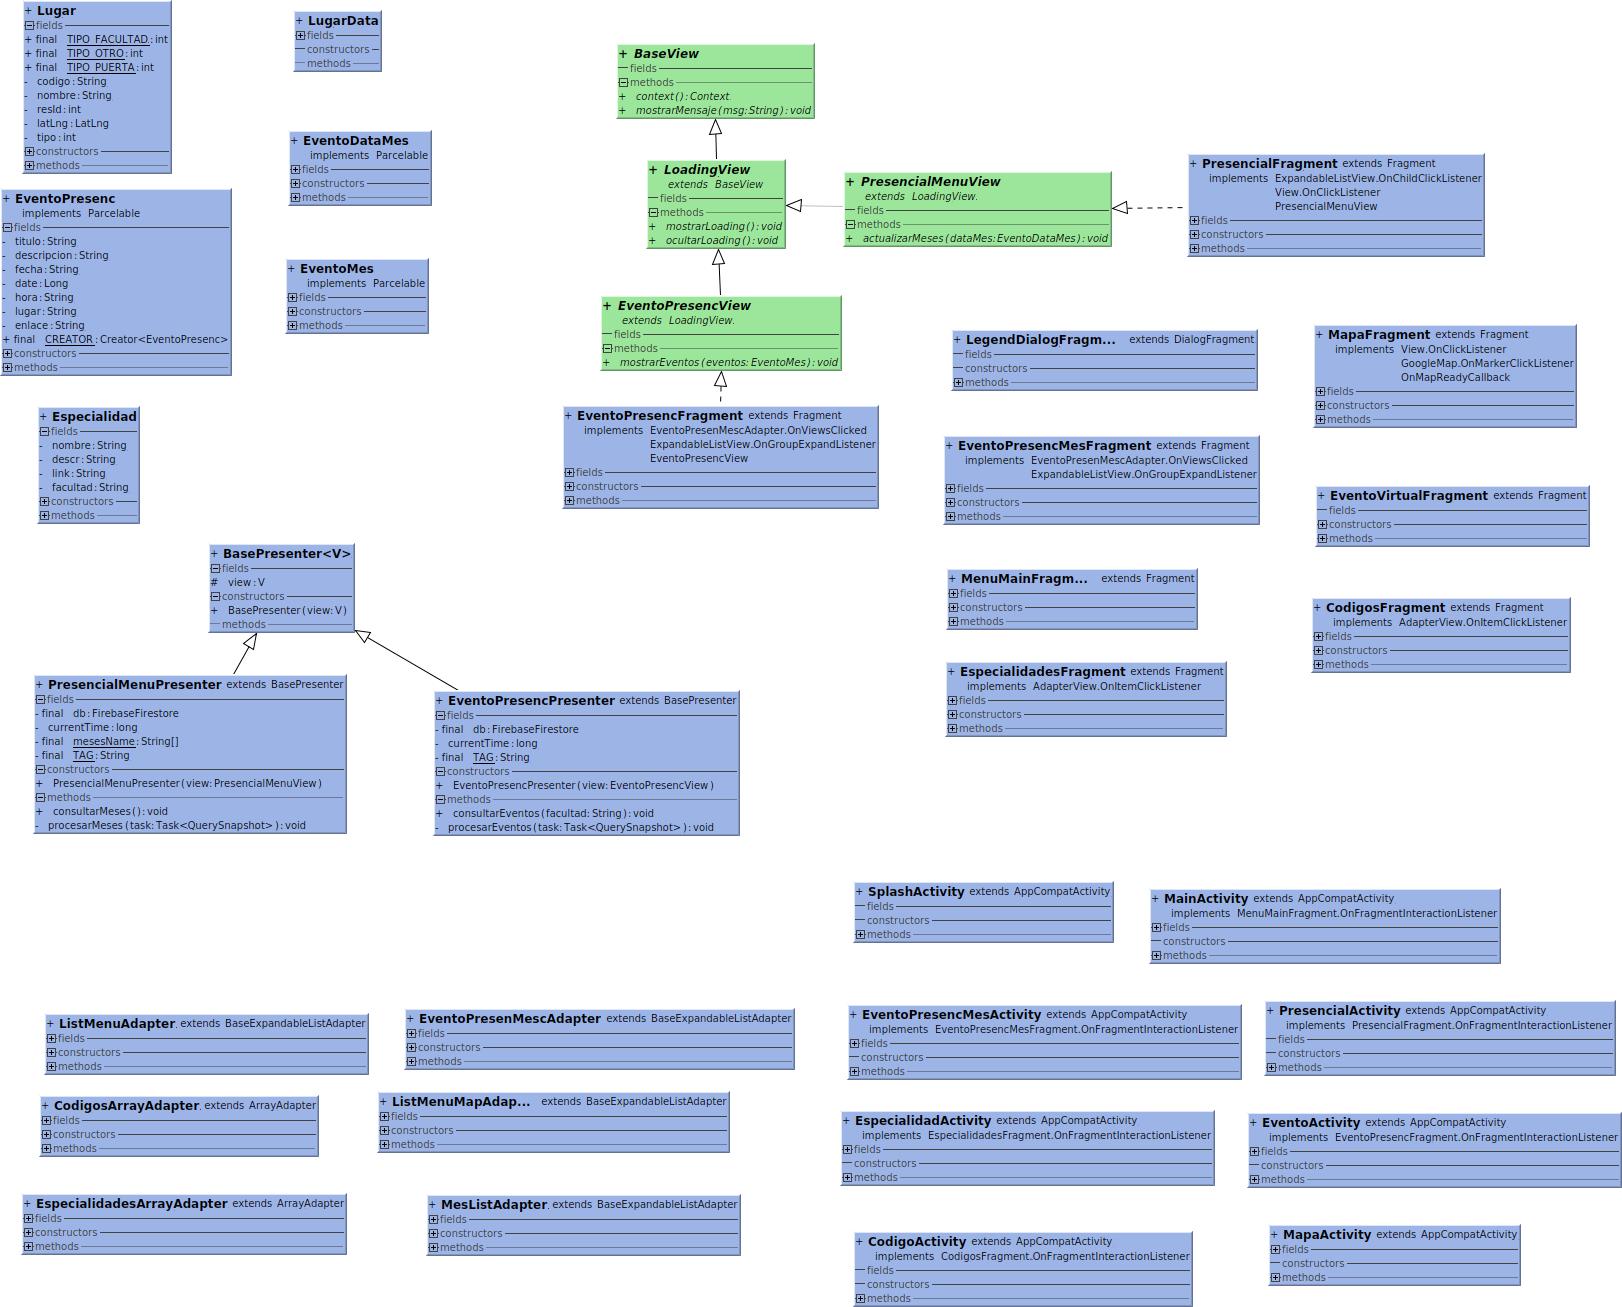 + Lugar
fields
+ final TIPO_FACULTAD : int
+ final TIPO_OTRO : int
+ final TIPO_PUERTA : int
- codigo : String
- nombre : String
- resId : int
- latLng : LatLng
- tipo : int
constructors
methods
+ LugarData
fields
constructors
methods
+ EventoDataMes
implements Parcelable
fields
constructors
methods
+ EventoPresenc
implements Parcelable
fields
- titulo : String
- descripcion : String
- fecha : String
- date : Long
- hora : String
- lugar : String
- enlace : String
+ final CREATOR : Creator<EventoPresenc>
constructors
methods
+ EventoMes
implements Parcelable
fields
constructors
methods
+ Especialidad
fields
- nombre : String
- descr : String
- link : String
- facultad : String
constructors
methods
+ BaseView
fields
methods
+ context ( ) : Context
+ mostrarMensaje ( msg:String ) : void
+ LoadingView
extends BaseView
fields
methods
+ mostrarLoading ( ) : void
+ ocultarLoading ( ) : void
+ PresencialMenuView
extends LoadingView
fields
methods
+ actualizarMeses ( dataMes:EventoDataMes ) : void
+ PresencialFragment extends Fragment
implements ExpandableListView.OnChildClickListener
View.OnClickListener
PresencialMenuView
fields
constructors
methods
+ EventoPresencView
extends LoadingView
fields
methods
+ mostrarEventos ( eventos: EventoMes ) : void
+ EventoPresencFragment extends Fragment
implements EventoPresenMescAdapter.OnViewsClicked
ExpandableListView.OnGroupExpandListener
EventoPresencView
fields
constructors
methods
+ LegendDialogFragm... extends DialogFragment
fields
constructors
methods
+ MapaFragment extends Fragment
implements View.OnClickListener
GoogleMap.OnMarkerClickListener
OnMapReadyCallback
fields
constructors
methods
+ EventoPresencMesFragment extends Fragment
implements EventoPresenMescAdapter.OnViewsClicked
ExpandableListView.OnGroupExpandListener
fields
constructors
methods
+ EventoVirtualFragment extends Fragment
fields
constructors
methods
+ MenuMainFragm... extends Fragment
fields
constructors
methods
+ CodigosFragment extends Fragment
implements AdapterView.OnItemClickListener
fields
constructors
methods
+ EspecialidadesFragment extends Fragment
implements AdapterView.OnItemClickListener
fields
constructors
methods
+ BasePresenter<V>
fields
# view : V
constructors
+ BasePresenter ( view: V )
methods
+ PresencialMenuPresenter extends BasePresenter
fields
- final db : FirebaseFirestore
- currentTime : long
- final mesesName : String[]
- final TAG : String
constructors
+ PresencialMenuPresenter ( view: PresencialMenuView )
methods
+ consultarMeses ( ) : void
- procesarMeses ( task: Task<QuerySnapshot> ) : void
+ EventoPresencPresenter extends BasePresenter
fields
- final db : FirebaseFirestore
- currentTime : long
- final TAG : String
constructors
+ EventoPresencPresenter ( view: EventoPresencView )
methods
+ consultarEventos ( facultad: String ) : void
- procesarEventos ( task: Task<QuerySnapshot> ) : void
+ SplashActivity extends AppCompatActivity
fields
constructors
methods
+ MainActivity extends AppCompatActivity
implements MenuMainFragment.OnFragmentInteractionListener
fields
constructors
methods
+ ListMenuAdapter extends BaseExpandableListAdapter
fields
constructors
methods
+ EventoPresenMescAdapter extends BaseExpandableListAdapter
fields
constructors
methods
+ EventoPresencMesActivity extends AppCompatActivity
implements EventoPresencMesFragment.OnFragmentInteractionListener
fields
constructors
methods
+ PresencialActivity extends AppCompatActivity
implements PresencialFragment.OnFragmentInteractionListener
fields
constructors
methods
+ CodigosArrayAdapter extends ArrayAdapter
fields
constructors
methods
+ ListMenuMapAdap... extends BaseExpandableListAdapter
fields
constructors
methods
+ EspecialidadActivity extends AppCompatActivity
implements EspecialidadesFragment.OnFragmentInteractionListener
fields
constructors
methods
+ EventoActivity extends AppCompatActivity
implements EventoPresencFragment.OnFragmentInteractionListener
fields
constructors
methods
+ EspecialidadesArrayAdapter extends ArrayAdapter
fields
constructors
methods
+ MesListAdapter extends BaseExpandableListAdapter
fields
constructors
methods
+ CodigoActivity extends AppCompatActivity
implements CodigosFragment.OnFragmentInteractionListener
fields
constructors
methods
+ MapaActivity extends AppCompatActivity
fields
constructors
methods